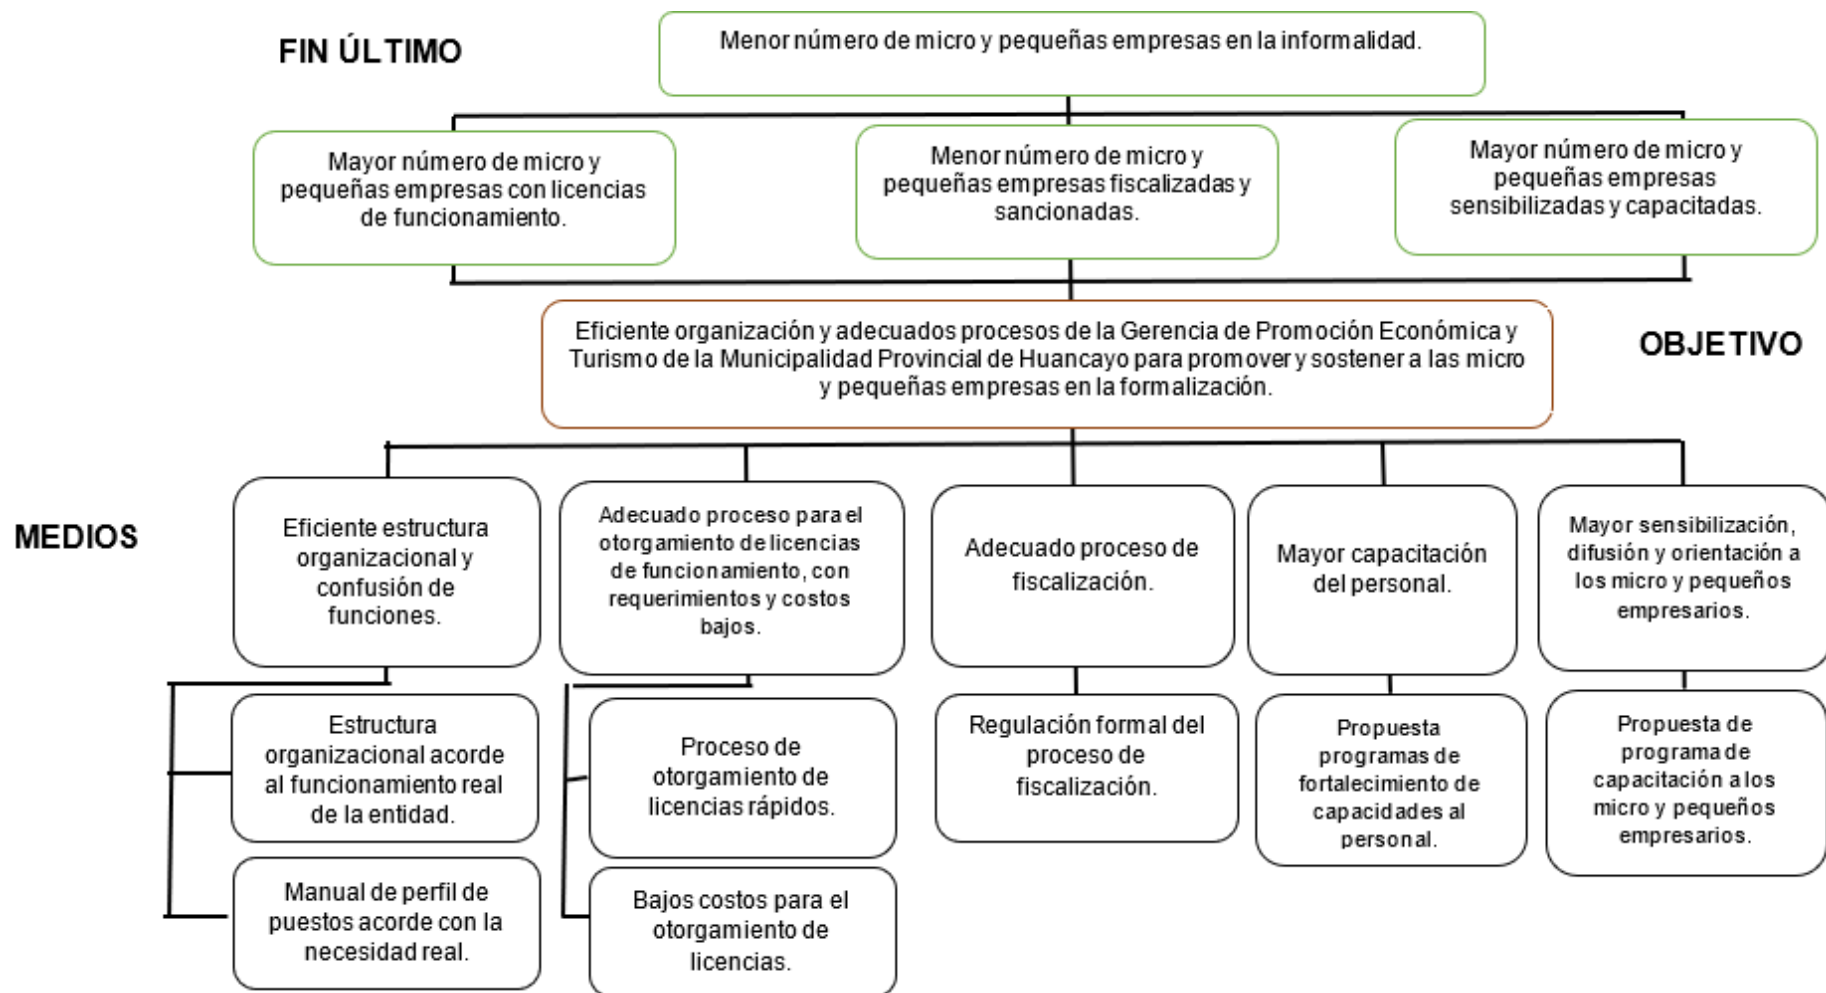 FIN ÚLTIMO
Menor número de micro y pequeñas empresas en la informalidad.
Mayor número de micro y
pequeñas empresas con licencias
de funcionamiento.
Menor número de micro y
pequeñas empresas fiscalizadas y
sancionadas.
Mayor número de micro y
pequeñas empresas
sensibilizadas y capacitadas.
Eficiente organización y adecuados procesos de la Gerencia de Promoción Económica y
Turismo de la Municipalidad Provincial de Huancayo para promover y sostener a las micro
y pequeñas empresas en la formalización.
OBJETIVO
MEDIOS
Eficiente estructura
organizacional y
confusión de
funciones.
Adecuado proceso para el
otorgamiento de licencias
de funcionamiento, con
requerimientos y costos
bajos.
Adecuado proceso de
fiscalización.
Mayor capacitación
del personal.
Mayor sensibilización,
difusión y orientación a
los micro y pequeños
empresarios.
Estructura
organizacional acorde
al funcionamiento real
de la entidad.
Proceso de
otorgamiento de
licencias rápidos.
Regulación formal del
proceso de
fiscalización.
Propuesta
programas de
fortalecimiento de
capacidades al
personal.
Propuesta de
programa de
capacitación a los
micro y pequeños
empresarios.
Manual de perfil de
puestos acorde con la
necesidad real.
Bajos costos para el
otorgamiento de
licencias.